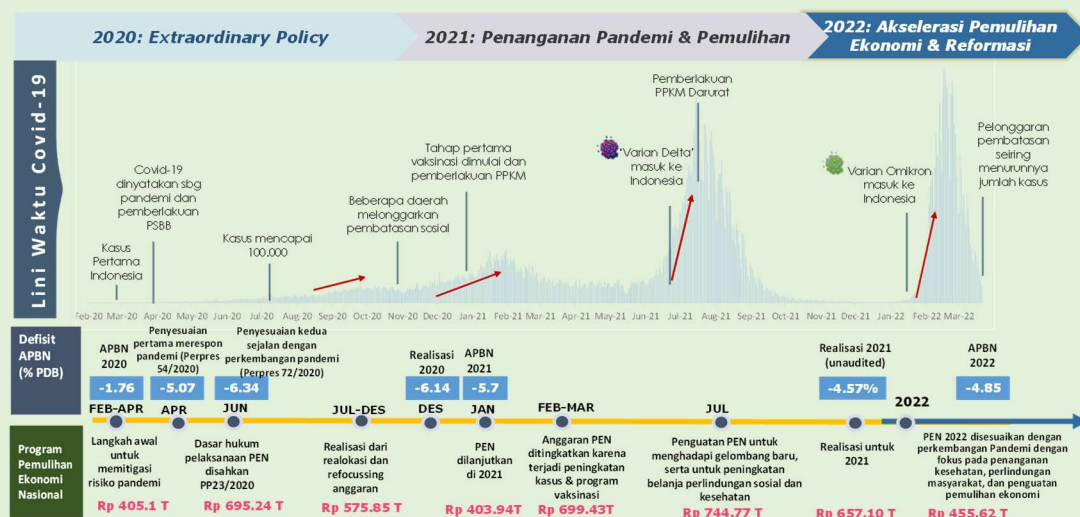 2020: Extraordinary Policy
2021: Penanganan Pandemi & Pemulihan
2022: Akselerasi Pemulihan
Ekonomi & Reformasi
Lini Waktu Covid-19
Kasus
Pertama
Indonesia
Covid-19
dinyatakan sbg
pandemi dan
pemberlakuan
PSBB
Kasus mencapai
100.000
Beberapa daerah
melonggarkan
pembatasan sosial
Tahap pertama
vaksinasi dimulai dan
pemberlakuan PPKM
'Varian Delta'
masuk ke
Indonesia
Pemberlakuan
PPKM Darurat
Varian Omikron
masuk ke
Indonesia
Pelonggaran
pembatasan
seiring
menurunnya
jumlah kasus
Feb-20 Mar-20 Apr-20 May-20 Jun-20 Jul-20 Aug-20 Sep-20 Oct-20 Nov-20 Dec-20 Jan-21 Feb-21 Mar-21 Apr-21 May-21 Jun-21 Jul-21 Aug-21 Sep-21 Oct-21 Nov-21 Dec-21 Jan-22 Feb-22 Mar-22
Defisit
APBN
(% PDB)
APBN
2020
-1.76
Penyesuaian
pertama merespon
pandemi (Perpres
54/2020)
-5.07
Penyesuaian kedua
sejalan dengan
perkembangan pandemi
(Perpres 72/2020)
-6.34
Realisasi
2020
-6.14
APBN
2021
-5.7
Realisasi 2021
(unaudited)
-4.57%
APBN
2022
-4.85
FEB-APR
APR
JUN
JUL-DES
DES
JAN
FEB-MAR
JUL
2022
Program
Pemulihan
Ekonomi
Nasional
Langkah awal
untuk
memitigasi
risiko pandemi
Rp 405.1 T
Dasar hukum
pelaksanaan PEN
disahkan
PP23/2020
Rp 695.24 T
Realisasi dari
realokasi dan
refocussing
anggaran
Rp 575.85 T
PEN
dilanjutkan
di 2021
Rp 403.94T
Anggaran PEN
ditingkatkan karena
terjadi peningkatan
kasus & program
vaksinasi
Rp 699.43T
Penguatan PEN untuk
menghadapi gelombang baru,
serta untuk peningkatan
belanja perlindungan sosial dan
kesehatan
Rp 744.77T
Realisasi untuk
2021
Rp 657.10 T
PEN 2022 disesuaikan dengan
perkembangan Pandemi dengan
fokus pada penanganan
kesehatan, perlindungan
masyarakat, dan penguatan
pemulihan ekonomi
Rp 455.62 T